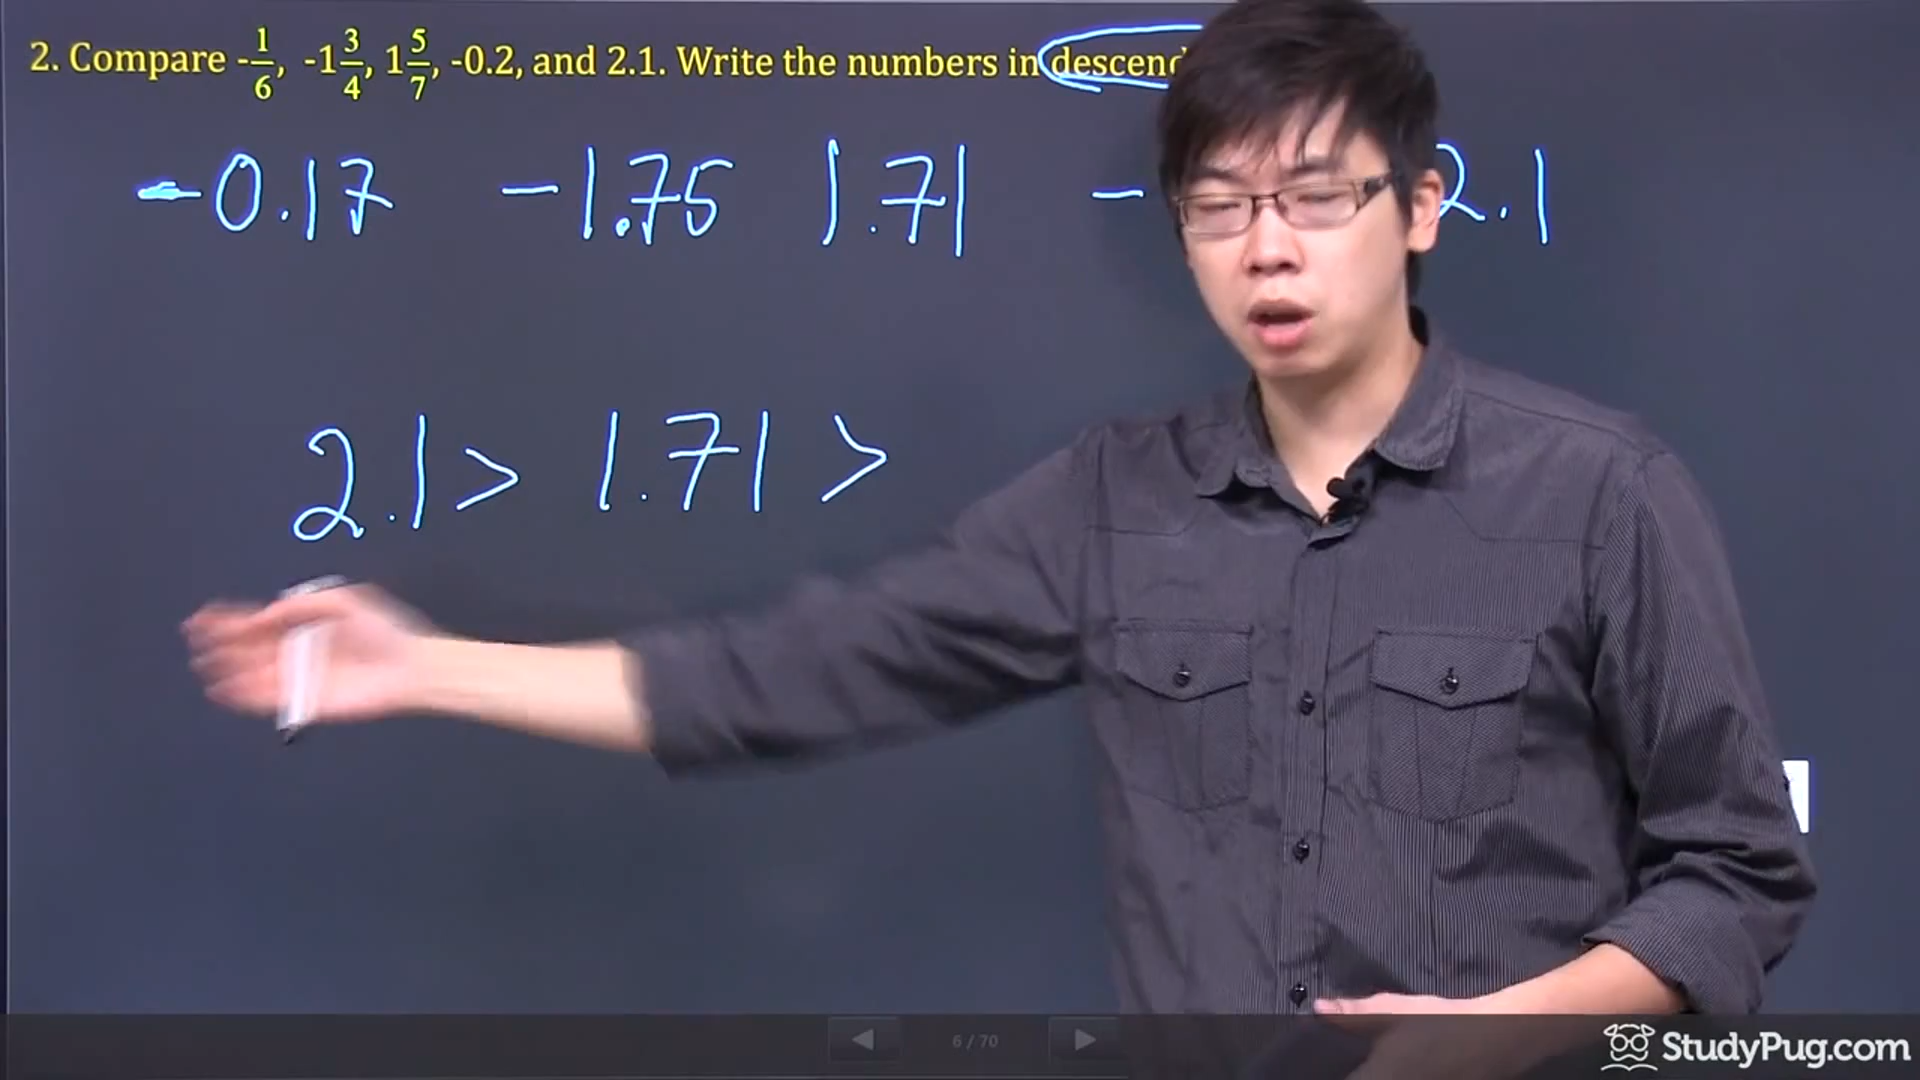 2. Compare -1/6, -1 3/4, 1 5/7, -0.2, and 2.1. Write the numbers in descend
-0.17 -1.75 1.71 - 2.1
2.1 > 1.71 >
6 / 70
StudyPug.com